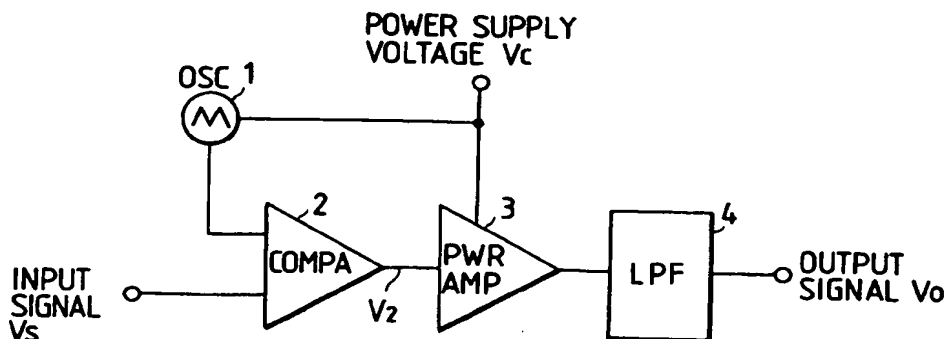 POWER SUPPLY
VOLTAGE Vc
OSC 1
2
COMPA
V2
3
PWR
AMP
4
LPF
INPUT
SIGNAL
Vs
OUTPUT
SIGNAL Vo